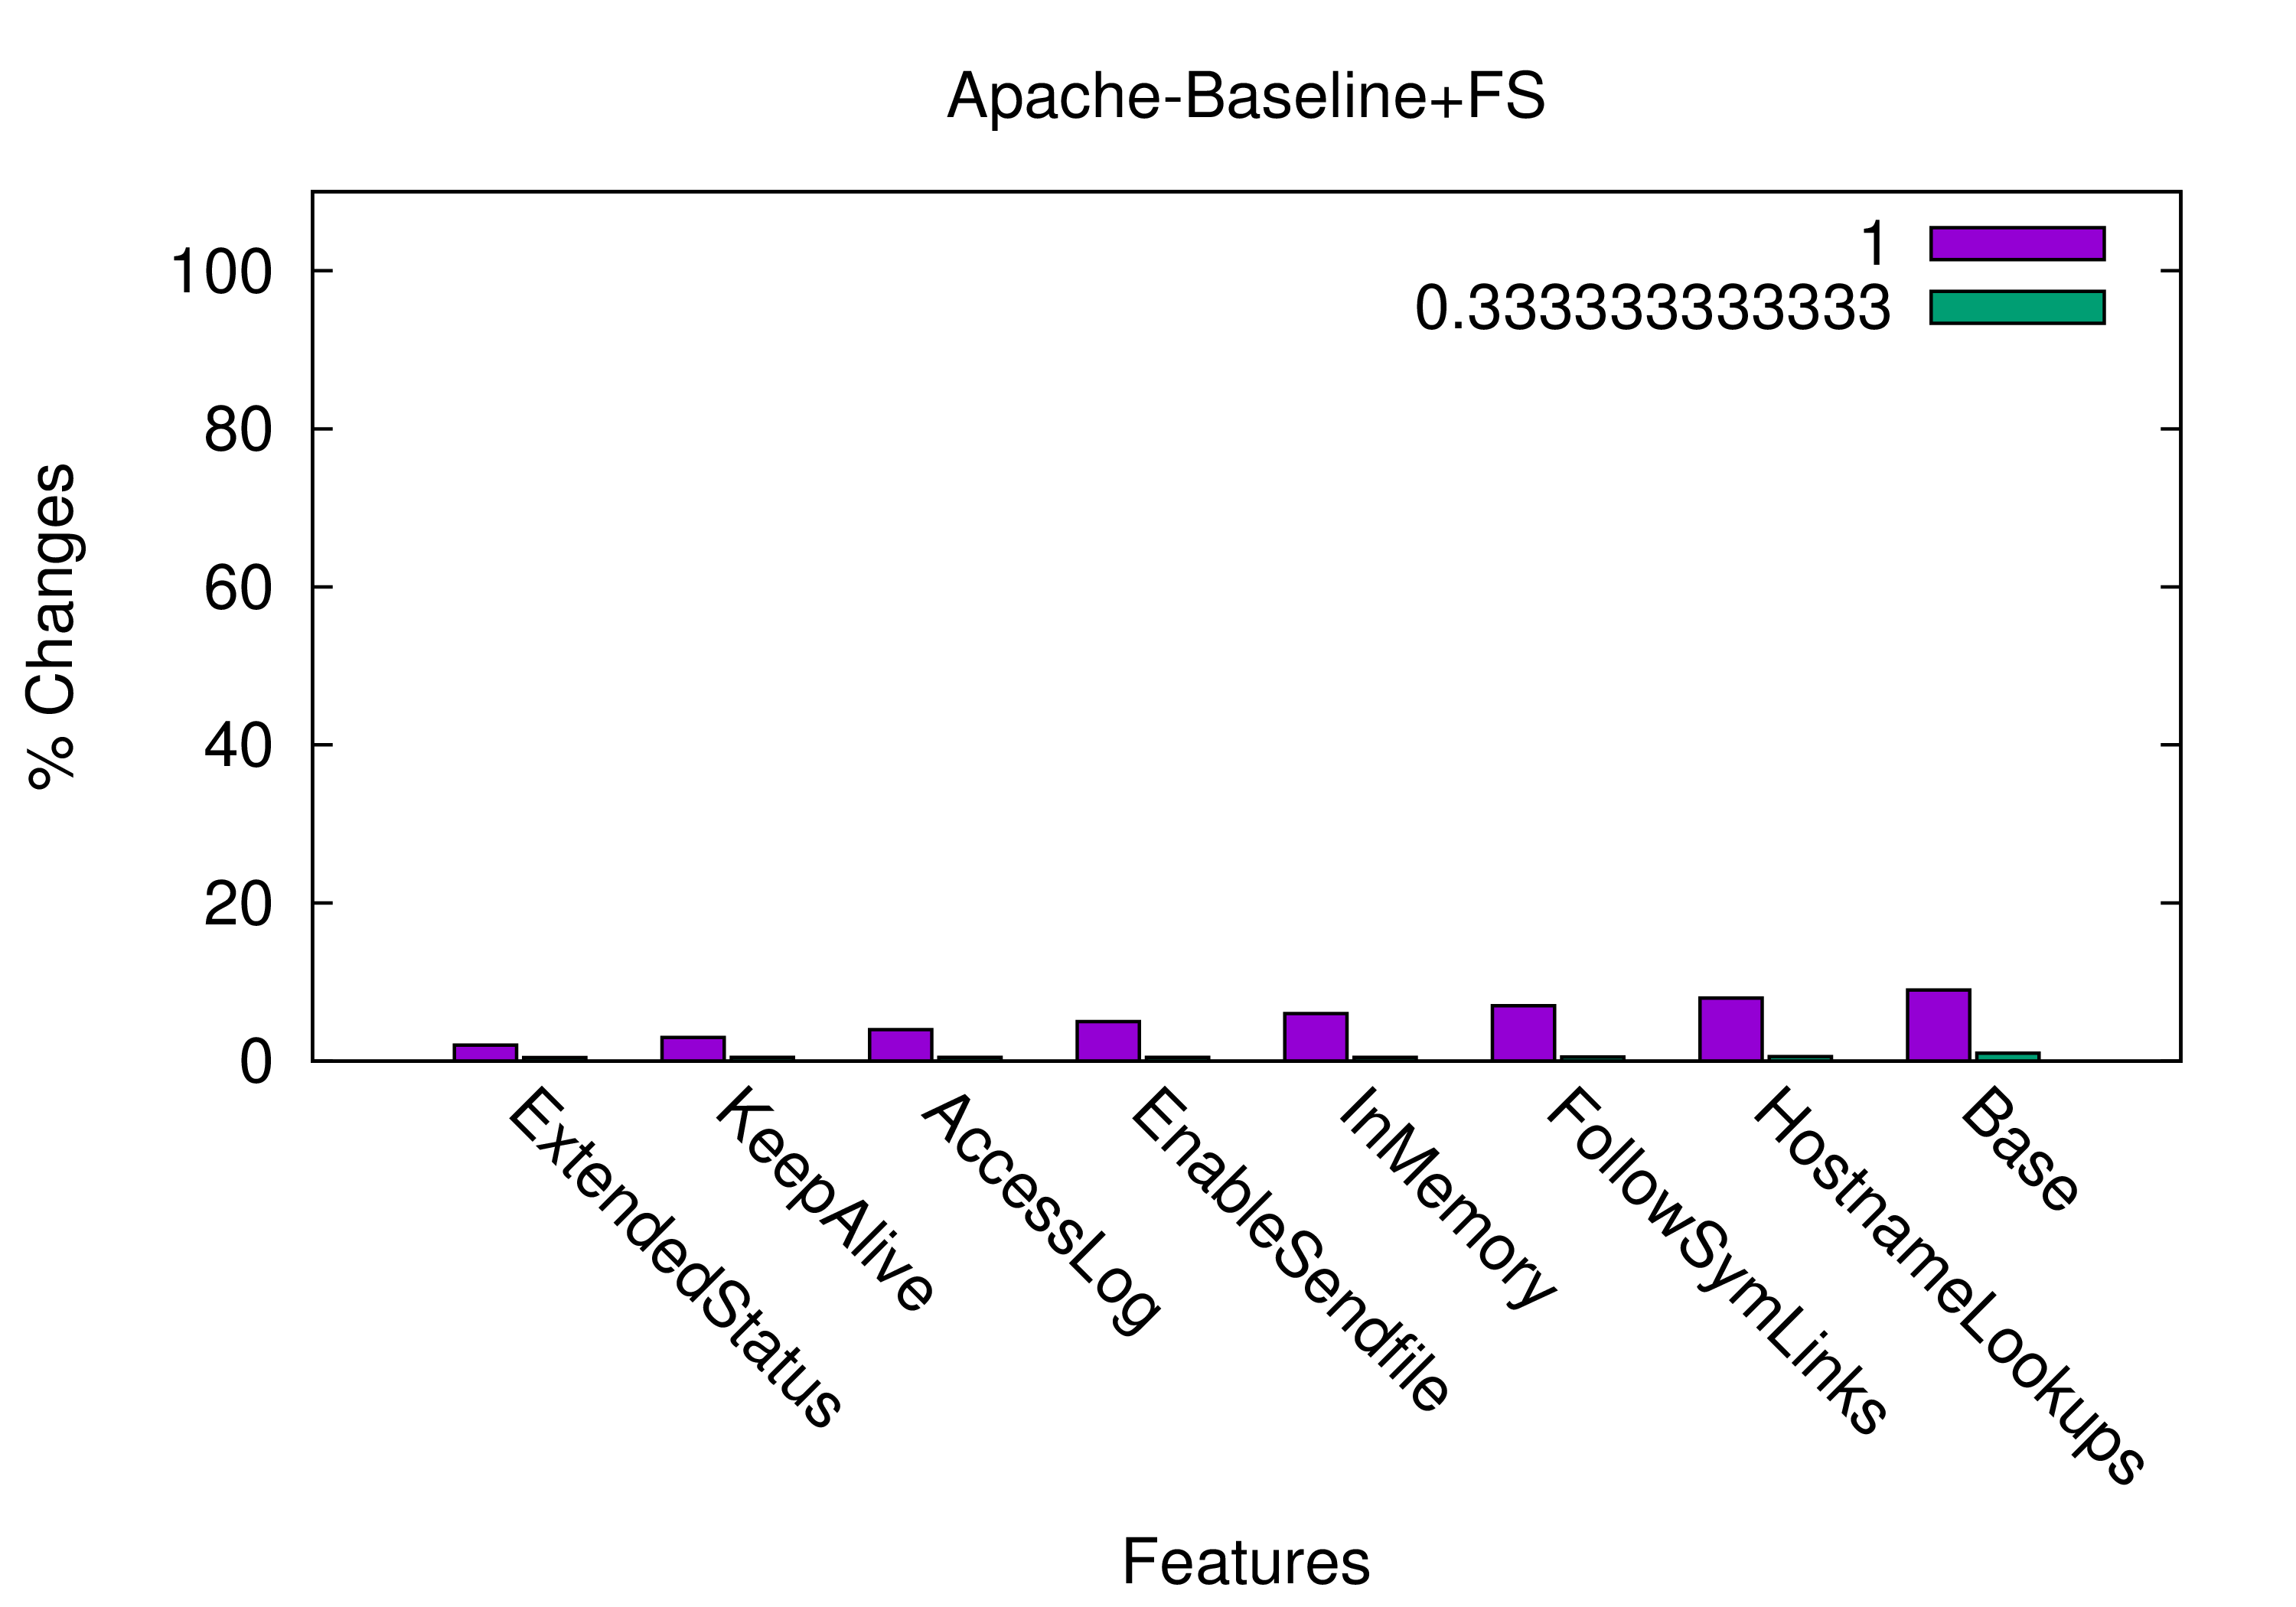 Apache-Baseline+FS
1
0.333333333333
% Changes
100
80
60
40
20
0
ExtendedStatus
KeepAlive
AccessLog
EnableSendfile
InMemory
FollowSymLinks
HostnameLookups
Base
Features